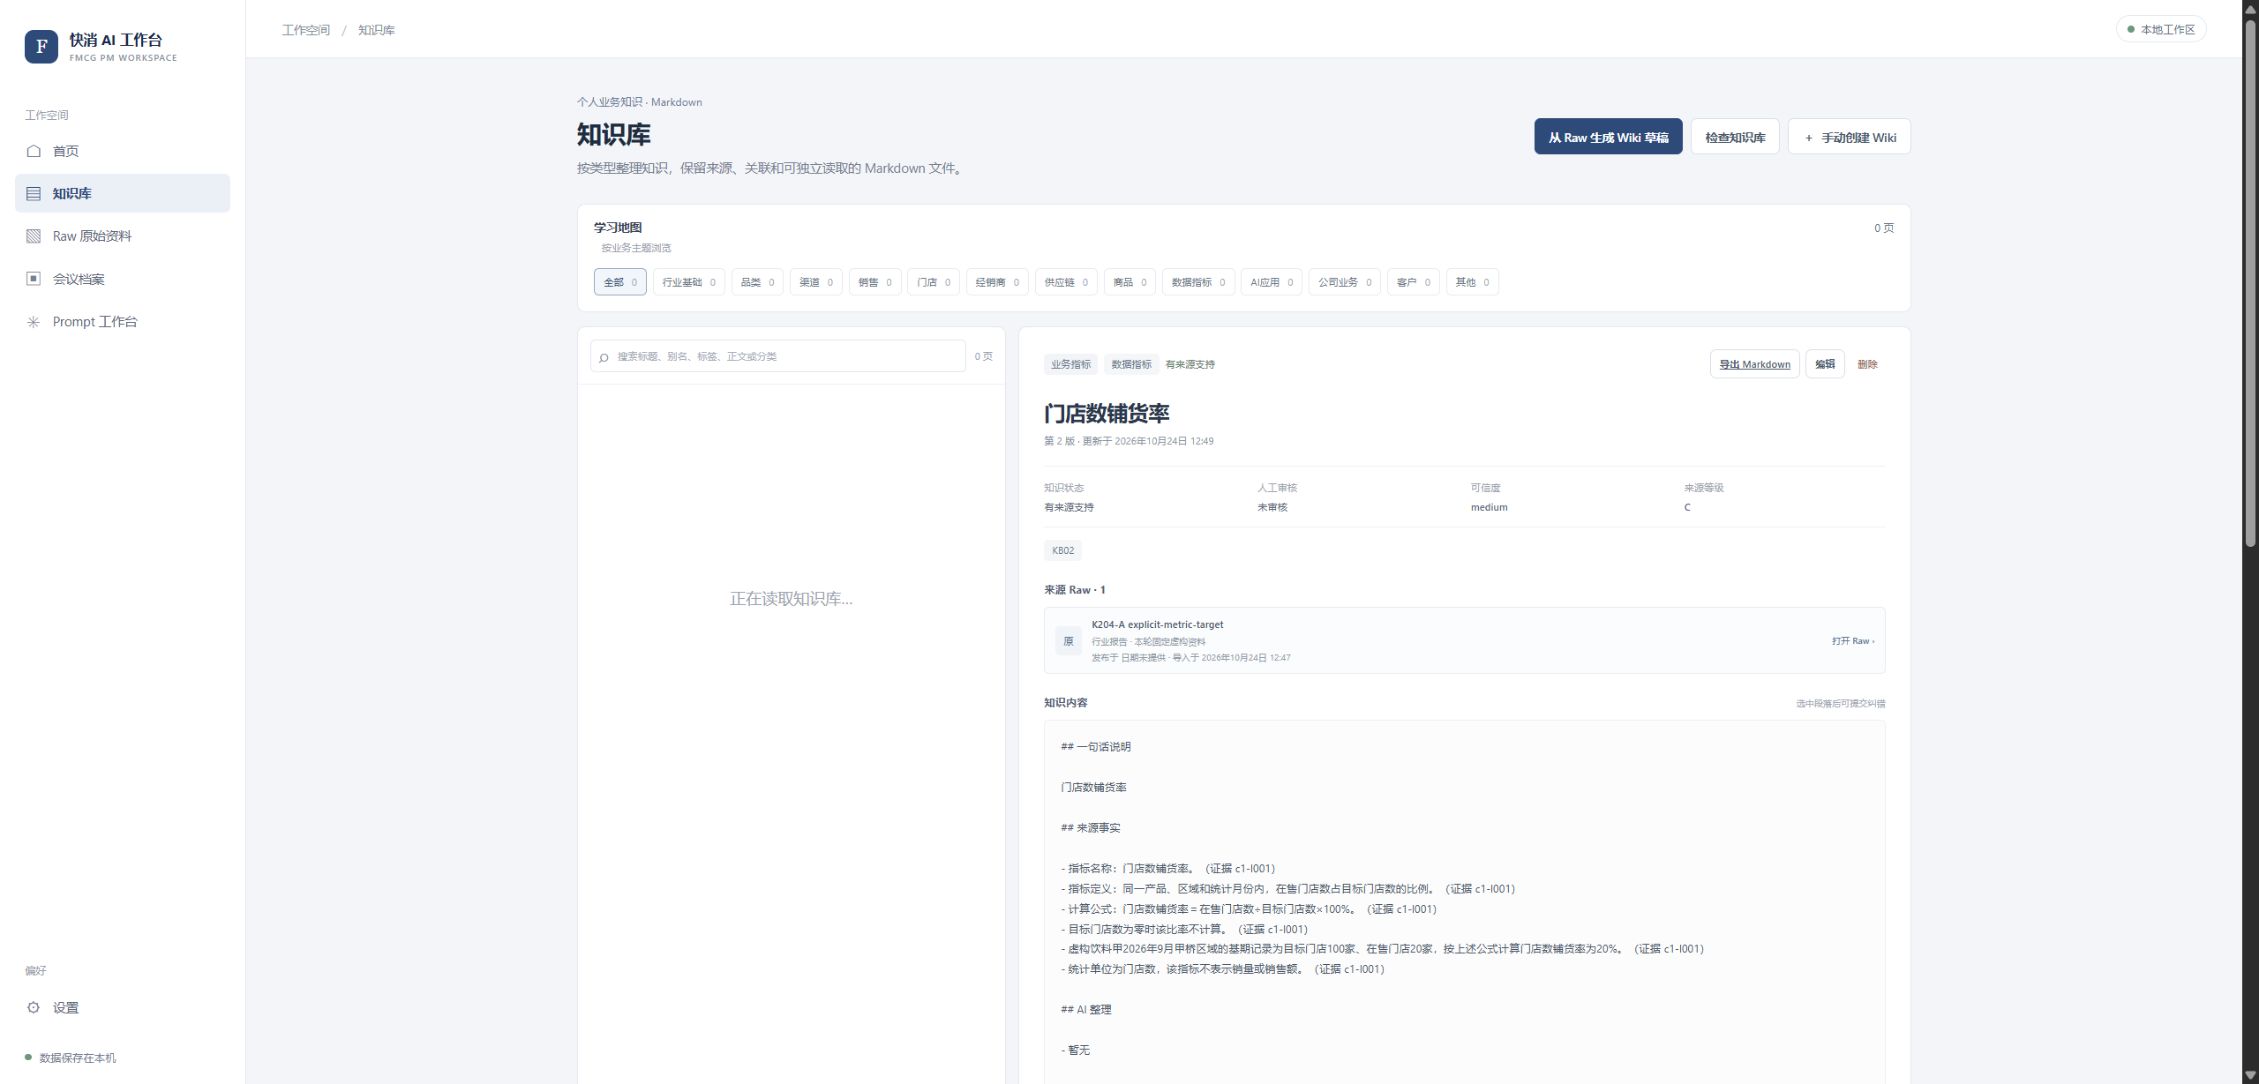 F
快消 AI 工作台
FMCG PM WORKSPACE
工作空间
首页
知识库
Raw 原始资料
会议档案
Prompt 工作台
偏好
设置
数据保存在本机
工作空间 / 知识库
本地工作区
个人业务知识 · Markdown
知识库
按类型整理知识，保留来源、关联和可独立读取的 Markdown 文件。
从 Raw 生成 Wiki 草稿
检查知识库
+ 手动创建 Wiki
学习地图
0 页
按业务主题浏览
全部 0 行业基础 0 品类 0 渠道 0 销售 0 门店 0 经销商 0 供应链 0 商品 0 数据指标 0 AI应用 0 公司业务 0 客户 0 其他 0
搜索标题、别名、标签、正文或分类
0 页
正在读取知识库...
业务指标 数据指标 有来源支持
导出 Markdown 编辑 删除
门店数铺货率
第 2 版 · 更新于 2026年10月24日 12:49
知识状态 人工审核 可信度 来源等级
有来源支持 未审核 medium C
KB02
来源 Raw · 1
原
K204-A explicit-metric-target
行业报告 · 本轮固定虚构资料
发布于 日期未提供 · 导入于 2026年10月24日 12:47
打开 Raw ›
知识内容
选中段落后可提交纠错
## 一句话说明
门店数铺货率
## 来源事实
- 指标名称：门店数铺货率。（证据 c1-l001）
- 指标定义：同一产品、区域和统计月份内，在售门店数占目标门店数的比例。（证据 c1-l001）
- 计算公式：门店数铺货率＝在售门店数÷目标门店数×100%。（证据 c1-l001）
- 目标门店数为零时该比率不计算。（证据 c1-l001）
- 虚构饮料甲2026年9月甲桥区域的基期记录为目标门店100家、在售门店20家，按上述公式计算门店数铺货率为20%。（证据 c1-l001）
- 统计单位为门店数，该指标不表示销量或销售额。（证据 c1-l001）
## AI 整理
- 暂无